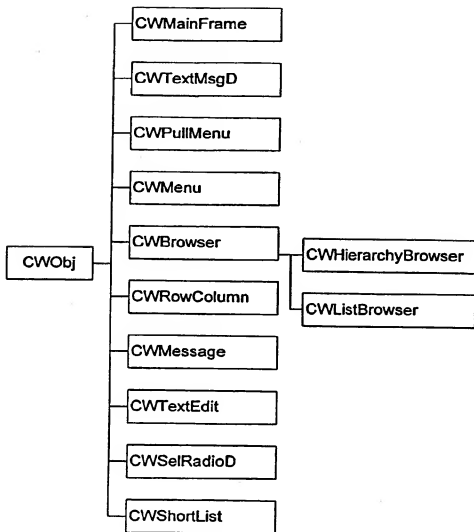 CWMainFrame
CWTextMsgD
CWPullMenu
CWMenu
CWBrowser
CWObj
CWHierarchyBrowser
CWRowColumn
CWListBrowser
CWMessage
CWTextEdit
CWSelRadioD
CWShortList